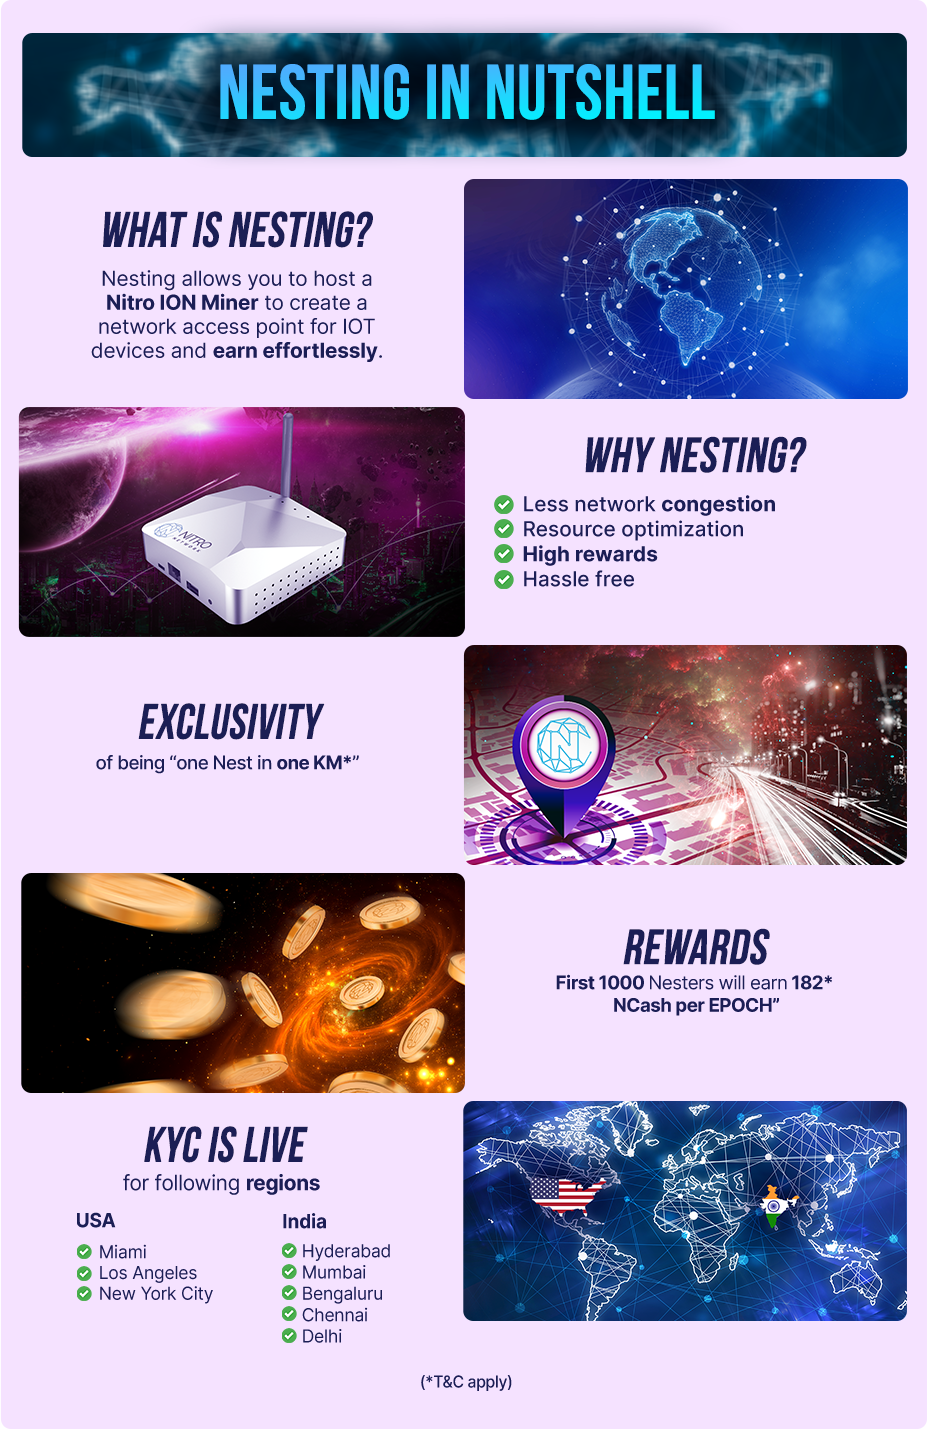 NESTING IN NUTSHELL
WHAT IS NESTING?
Nesting allows you to host a
Nitro ION Miner to create a
network access point for IOT
devices and earn effortlessly.
NITRO
NETWORK
WHY NESTING?
Less network congestion
Resource optimization
High rewards
Hassle free
EXCLUSIVITY
of being “one Nest in one KM*”
N
REWARDS
First 1000 Nesters will earn 182*
NCash per EPOCH”
KYC IS LIVE
for following regions
USA
Miami
Los Angeles
New York City
India
Hyderabad
Mumbai
Bengaluru
Chennai
Delhi
(*T&C apply)